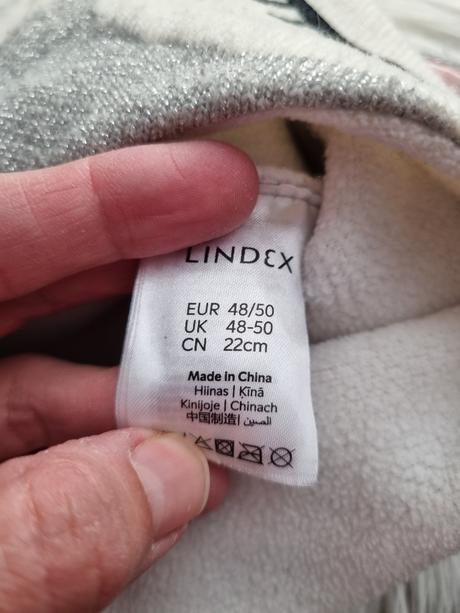 LINDEX
EUR 48/50
UK 48-50
CN 22cm
Made in China
Hiinas | Ķīnā
Kinijoje | Chinach
中国制造 | الصين